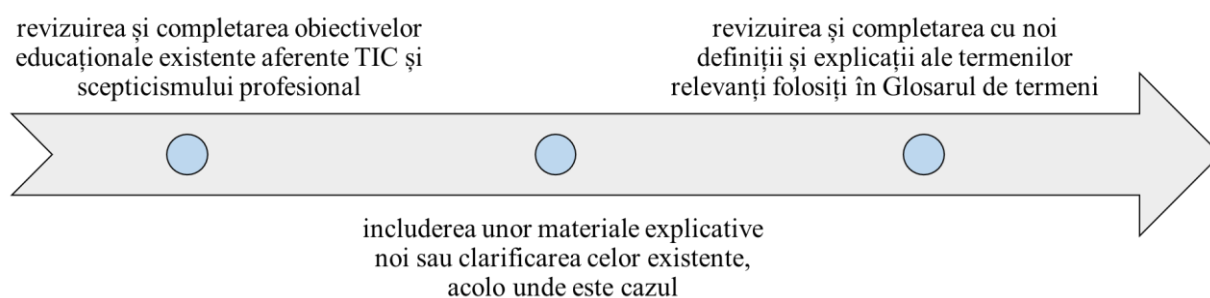 revizuirea și completarea obiectivelor
educaționale existente aferente TIC și
scepticismului profesional
revizuirea și completarea cu noi
definiții și explicații ale termenilor
relevanți folosiți în Glosarul de termeni
includerea unor materiale explicative
noi sau clarificarea celor existente,
acolo unde este cazul